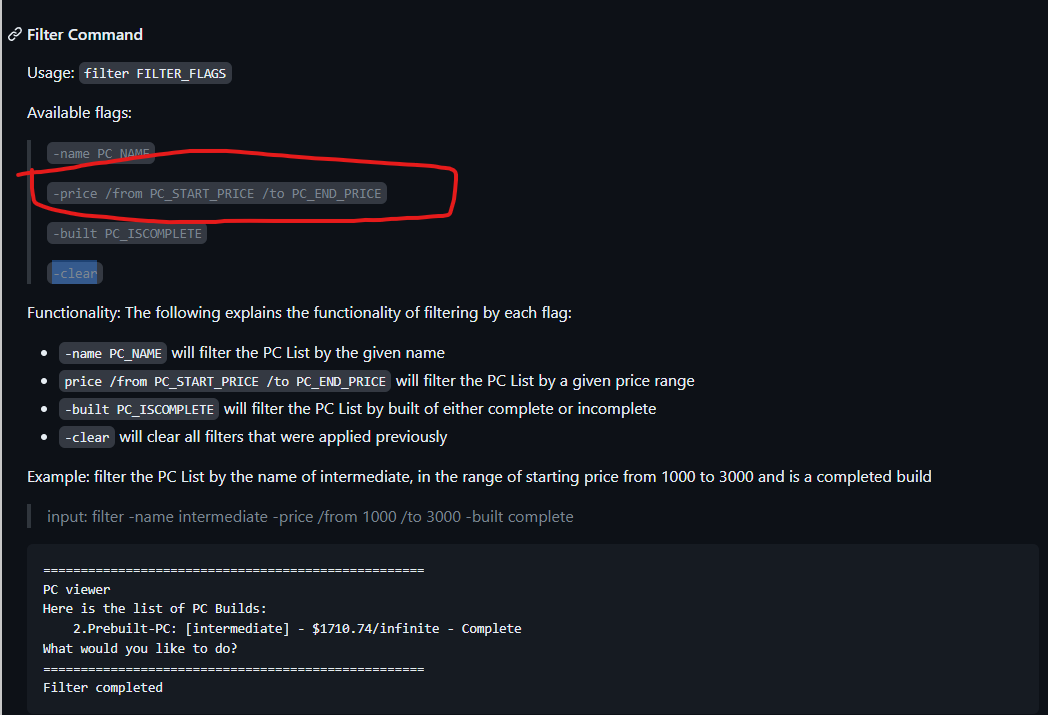 Filter Command
Usage: filter FILTER_FLAGS
Available flags:
-name PC_NAME
-price /from PC_START_PRICE /to PC_END_PRICE
-built PC_ISCOMPLETE
-clear
Functionality: The following explains the functionality of filtering by each flag:
-name PC_NAME will filter the PC List by the given name
price /from PC_START_PRICE /to PC_END_PRICE will filter the PC List by a given price range
-built PC_ISCOMPLETE will filter the PC List by built of either complete or incomplete
-clear will clear all filters that were applied previously
Example: filter the PC List by the name of intermediate, in the range of starting price from 1000 to 3000 and is a completed build
input: filter -name intermediate -price /from 1000 /to 3000 -built complete
==================================================
PC viewer
Here is the list of PC Builds:
2.Prebuilt-PC: [intermediate] - $1710.74/infinite - Complete
What would you like to do?
==================================================
Filter completed